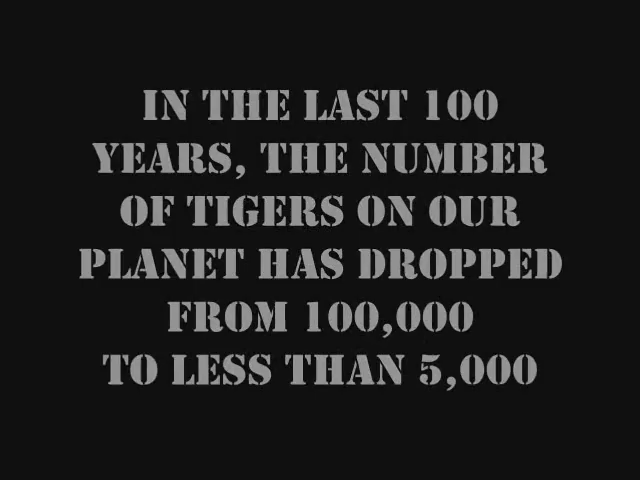 IN THE LAST 100
YEARS, THE NUMBER
OF TIGERS ON OUR
PLANET HAS DROPPED
FROM 100,000
TO LESS THAN 5,000